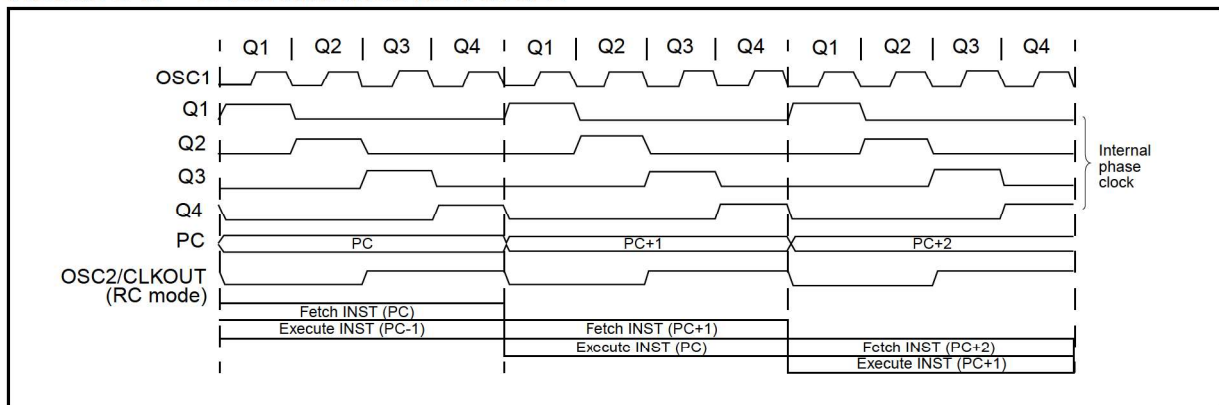 Q1 | Q2 | Q3 | Q4 | Q1 | Q2 | Q3 | Q4 | Q1 | Q2 | Q3 | Q4
OSC1
Q1
Q2
Q3
Q4
Internal
phase
clock
PC PC PC+1 PC+2
OSC2/CLKOUT
(RC mode)
Fetch INST (PC)
Execute INST (PC-1) Fetch INST (PC+1)
Execute INST (PC) Fetch INST (PC+2)
Execute INST (PC+1)